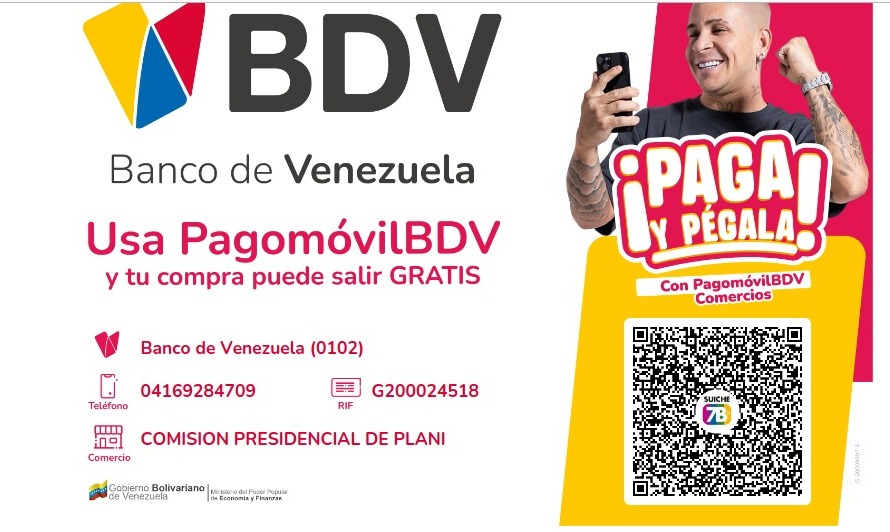 BDV
Banco de Venezuela
Usa PagomóvilBDV
y tu compra puede salir GRATIS
Banco de Venezuela (0102)
04169284709
Teléfono
G200024518
RIF
COMISION PRESIDENCIAL DE PLANI
Comercio
Gobierno Bolivariano
de Venezuela
Ministerio del Poder Popular
de Economía y Finanzas
¡PAGA
Y PÉGALA!
Con PagomóvilBDV
Comercios
SUICHE
7B